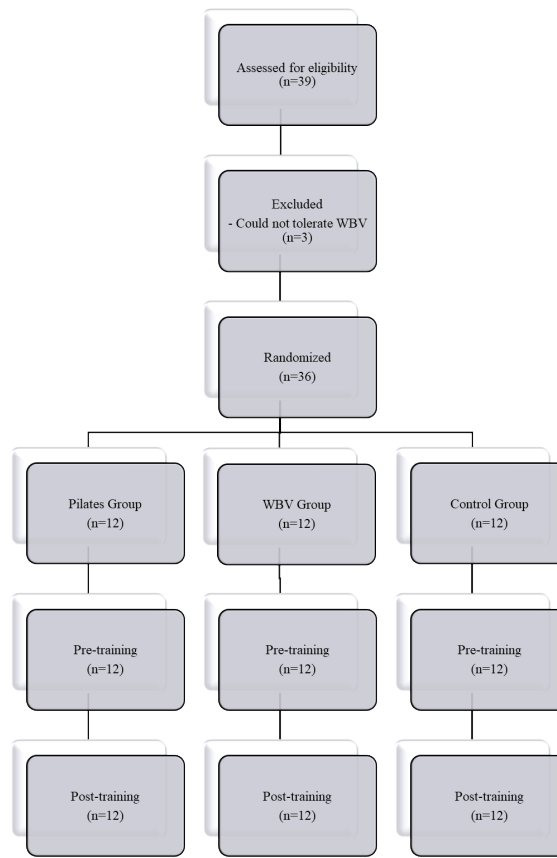 Assessed for eligibility
(n=39)
Excluded
- Could not tolerate WBV
(n=3)
Randomized
(n=36)
Pilates Group
(n=12)
WBV Group
(n=12)
Control Group
(n=12)
Pre-training
(n=12)
Pre-training
(n=12)
Pre-training
(n=12)
Post-training
(n=12)
Post-training
(n=12)
Post-training
(n=12)